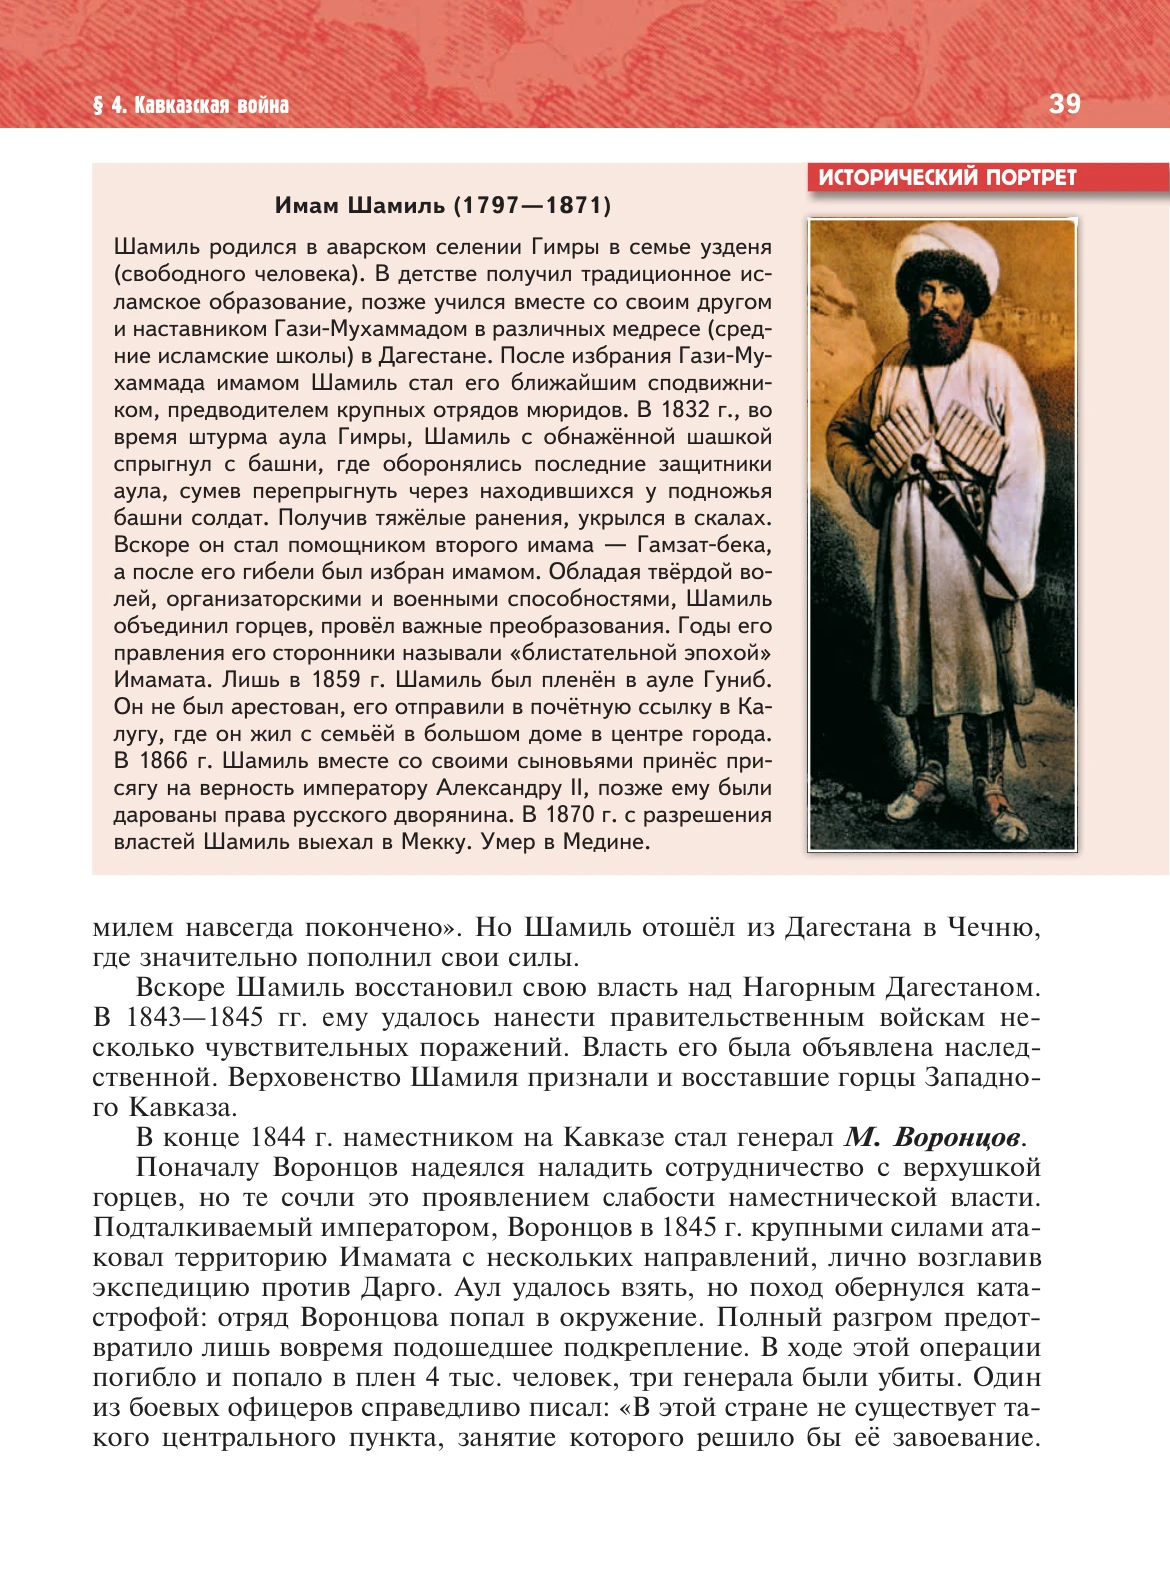 § 4. Кавказская война
39
ИСТОРИЧЕСКИЙ ПОРТРЕТ
Имам Шамиль (1797—1871)
Шамиль родился в аварском селении Гимры в семье узденя
(свободного человека). В детстве получил традиционное ис-
ламское образование, позже учился вместе со своим другом
и наставником Гази-Мухаммадом в различных медресе (сред-
ние исламские школы) в Дагестане. После избрания Гази-Му-
хаммада имамом Шамиль стал его ближайшим сподвижни-
ком, предводителем крупных отрядов мюридов. В 1832 г., во
время штурма аула Гимры, Шамиль с обнажённой шашкой
спрыгнул с башни, где оборонялись последние защитники
аула, сумев перепрыгнуть через находившихся у подножья
башни солдат. Получив тяжёлые ранения, укрылся в скалах.
Вскоре он стал помощником второго имама — Гамзат-бека,
а после его гибели был избран имамом. Обладая твёрдой во-
лей, организаторскими и военными способностями, Шамиль
объединил горцев, провёл важные преобразования. Годы его
правления его сторонники называли «блистательной эпохой»
Имамата. Лишь в 1859 г. Шамиль был пленён в ауле Гуниб.
Он не был арестован, его отправили в почётную ссылку в Ка-
лугу, где он жил с семьёй в большом доме в центре города.
В 1866 г. Шамиль вместе со своими сыновьями принёс при-
сягу на верность императору Александру II, позже ему были
дарованы права русского дворянина. В 1870 г. с разрешения
властей Шамиль выехал в Мекку. Умер в Медине.
милем навсегда покончено». Но Шамиль отошёл из Дагестана в Чечню,
где значительно пополнил свои силы.
Вскоре Шамиль восстановил свою власть над Нагорным Дагестаном.
В 1843—1845 гг. ему удалось нанести правительственным войскам не-
сколько чувствительных поражений. Власть его была объявлена наслед-
ственной. Верховенство Шамиля признали и восставшие горцы Западно-
го Кавказа.
В конце 1844 г. наместником на Кавказе стал генерал М. Воронцов.
Поначалу Воронцов надеялся наладить сотрудничество с верхушкой
горцев, но те сочли это проявлением слабости наместнической власти.
Подталкиваемый императором, Воронцов в 1845 г. крупными силами ата-
ковал территорию Имамата с нескольких направлений, лично возглавив
экспедицию против Дарго. Аул удалось взять, но поход обернулся ката-
строфой: отряд Воронцова попал в окружение. Полный разгром предот-
вратило лишь вовремя подошедшее подкрепление. В ходе этой операции
погибло и попало в плен 4 тыс. человек, три генерала были убиты. Один
из боевых офицеров справедливо писал: «В этой стране не существует та-
кого центрального пункта, занятие которого решило бы её завоевание.